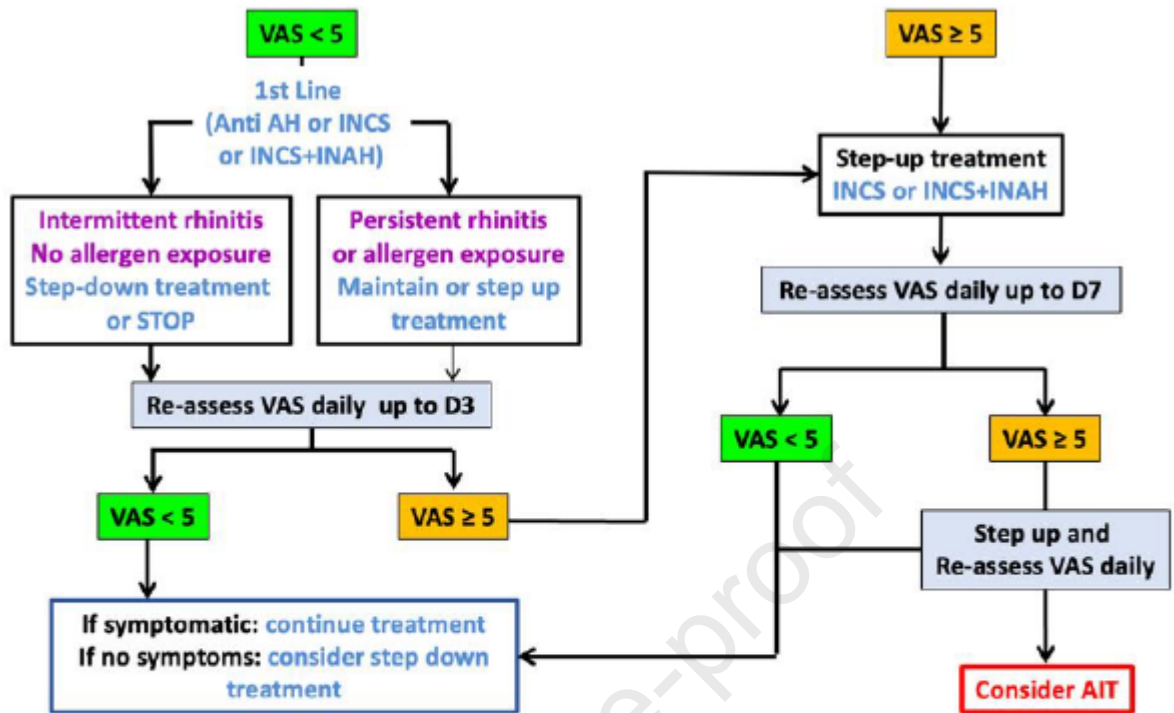 VAS < 5
1st Line
(Anti AH or INCS
or INCS+INAH)
Intermittent rhinitis
No allergen exposure
Step-down treatment
or STOP
Persistent rhinitis
or allergen exposure
Maintain or step up
treatment
Re-assess VAS daily up to D3
VAS < 5
VAS ≥ 5
If symptomatic: continue treatment
If no symptoms: consider step down
treatment
VAS ≥ 5
Step-up treatment
INCS or INCS+INAH
Re-assess VAS daily up to D7
VAS < 5
VAS ≥ 5
Step up and
Re-assess VAS daily
Consider AIT
e-proof